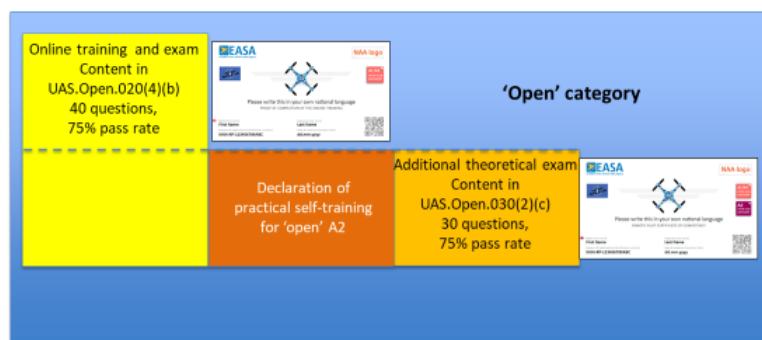 Online training and exam
Content in
UAS.Open.020(4)(b)
40 questions,
75% pass rate
EASA
NAA logo
Please write this in your own national language
First Name
Last Name
'Open' category
Declaration of
practical self-training
for 'open' A2
Additional theoretical exam
Content in
UAS.Open.030(2)(c)
30 questions,
75% pass rate
EASA
NAA logo
A2
Please write this in your own national language
First Name
Last Name